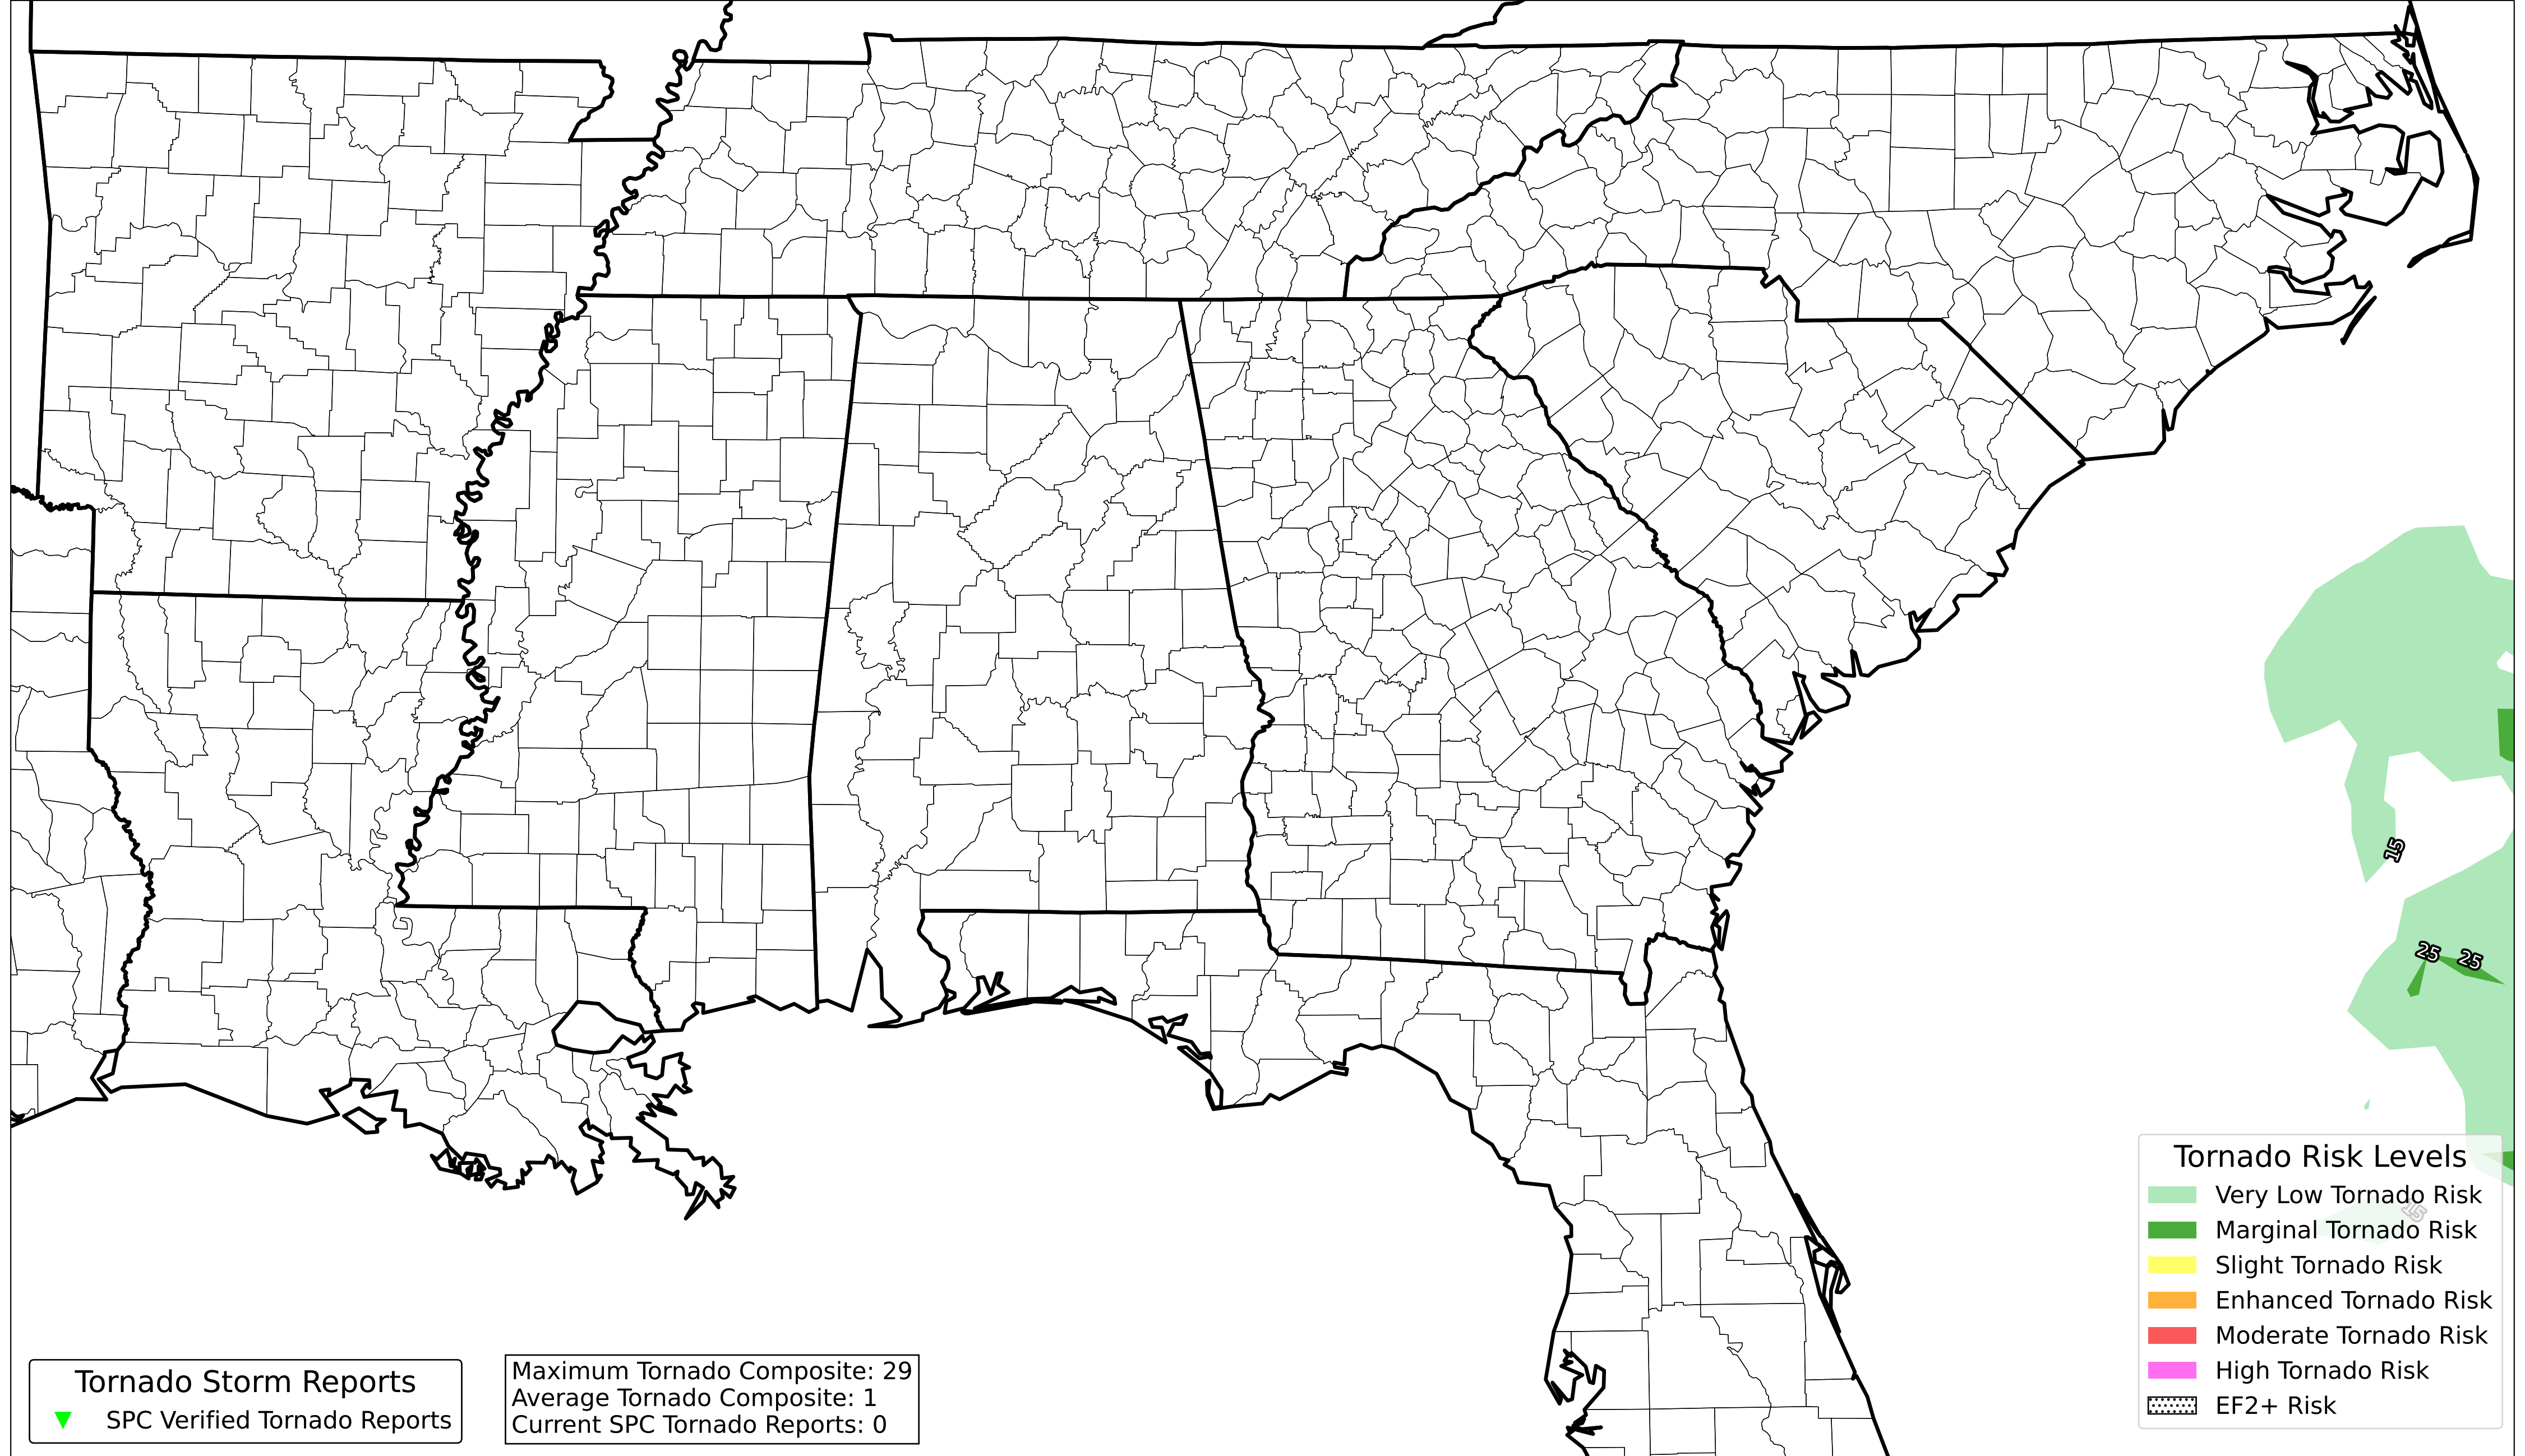 15
25
25
Tornado Risk Levels
Very Low Tornado Risk
15
Marginal Tornado Risk
Slight Tornado Risk
Enhanced Tornado Risk
Moderate Tornado Risk
High Tornado Risk
EF2+ Risk
Tornado Storm Reports
SPC Verified Tornado Reports
Maximum Tornado Composite: 29
Average Tornado Composite: 1
Current SPC Tornado Reports: 0